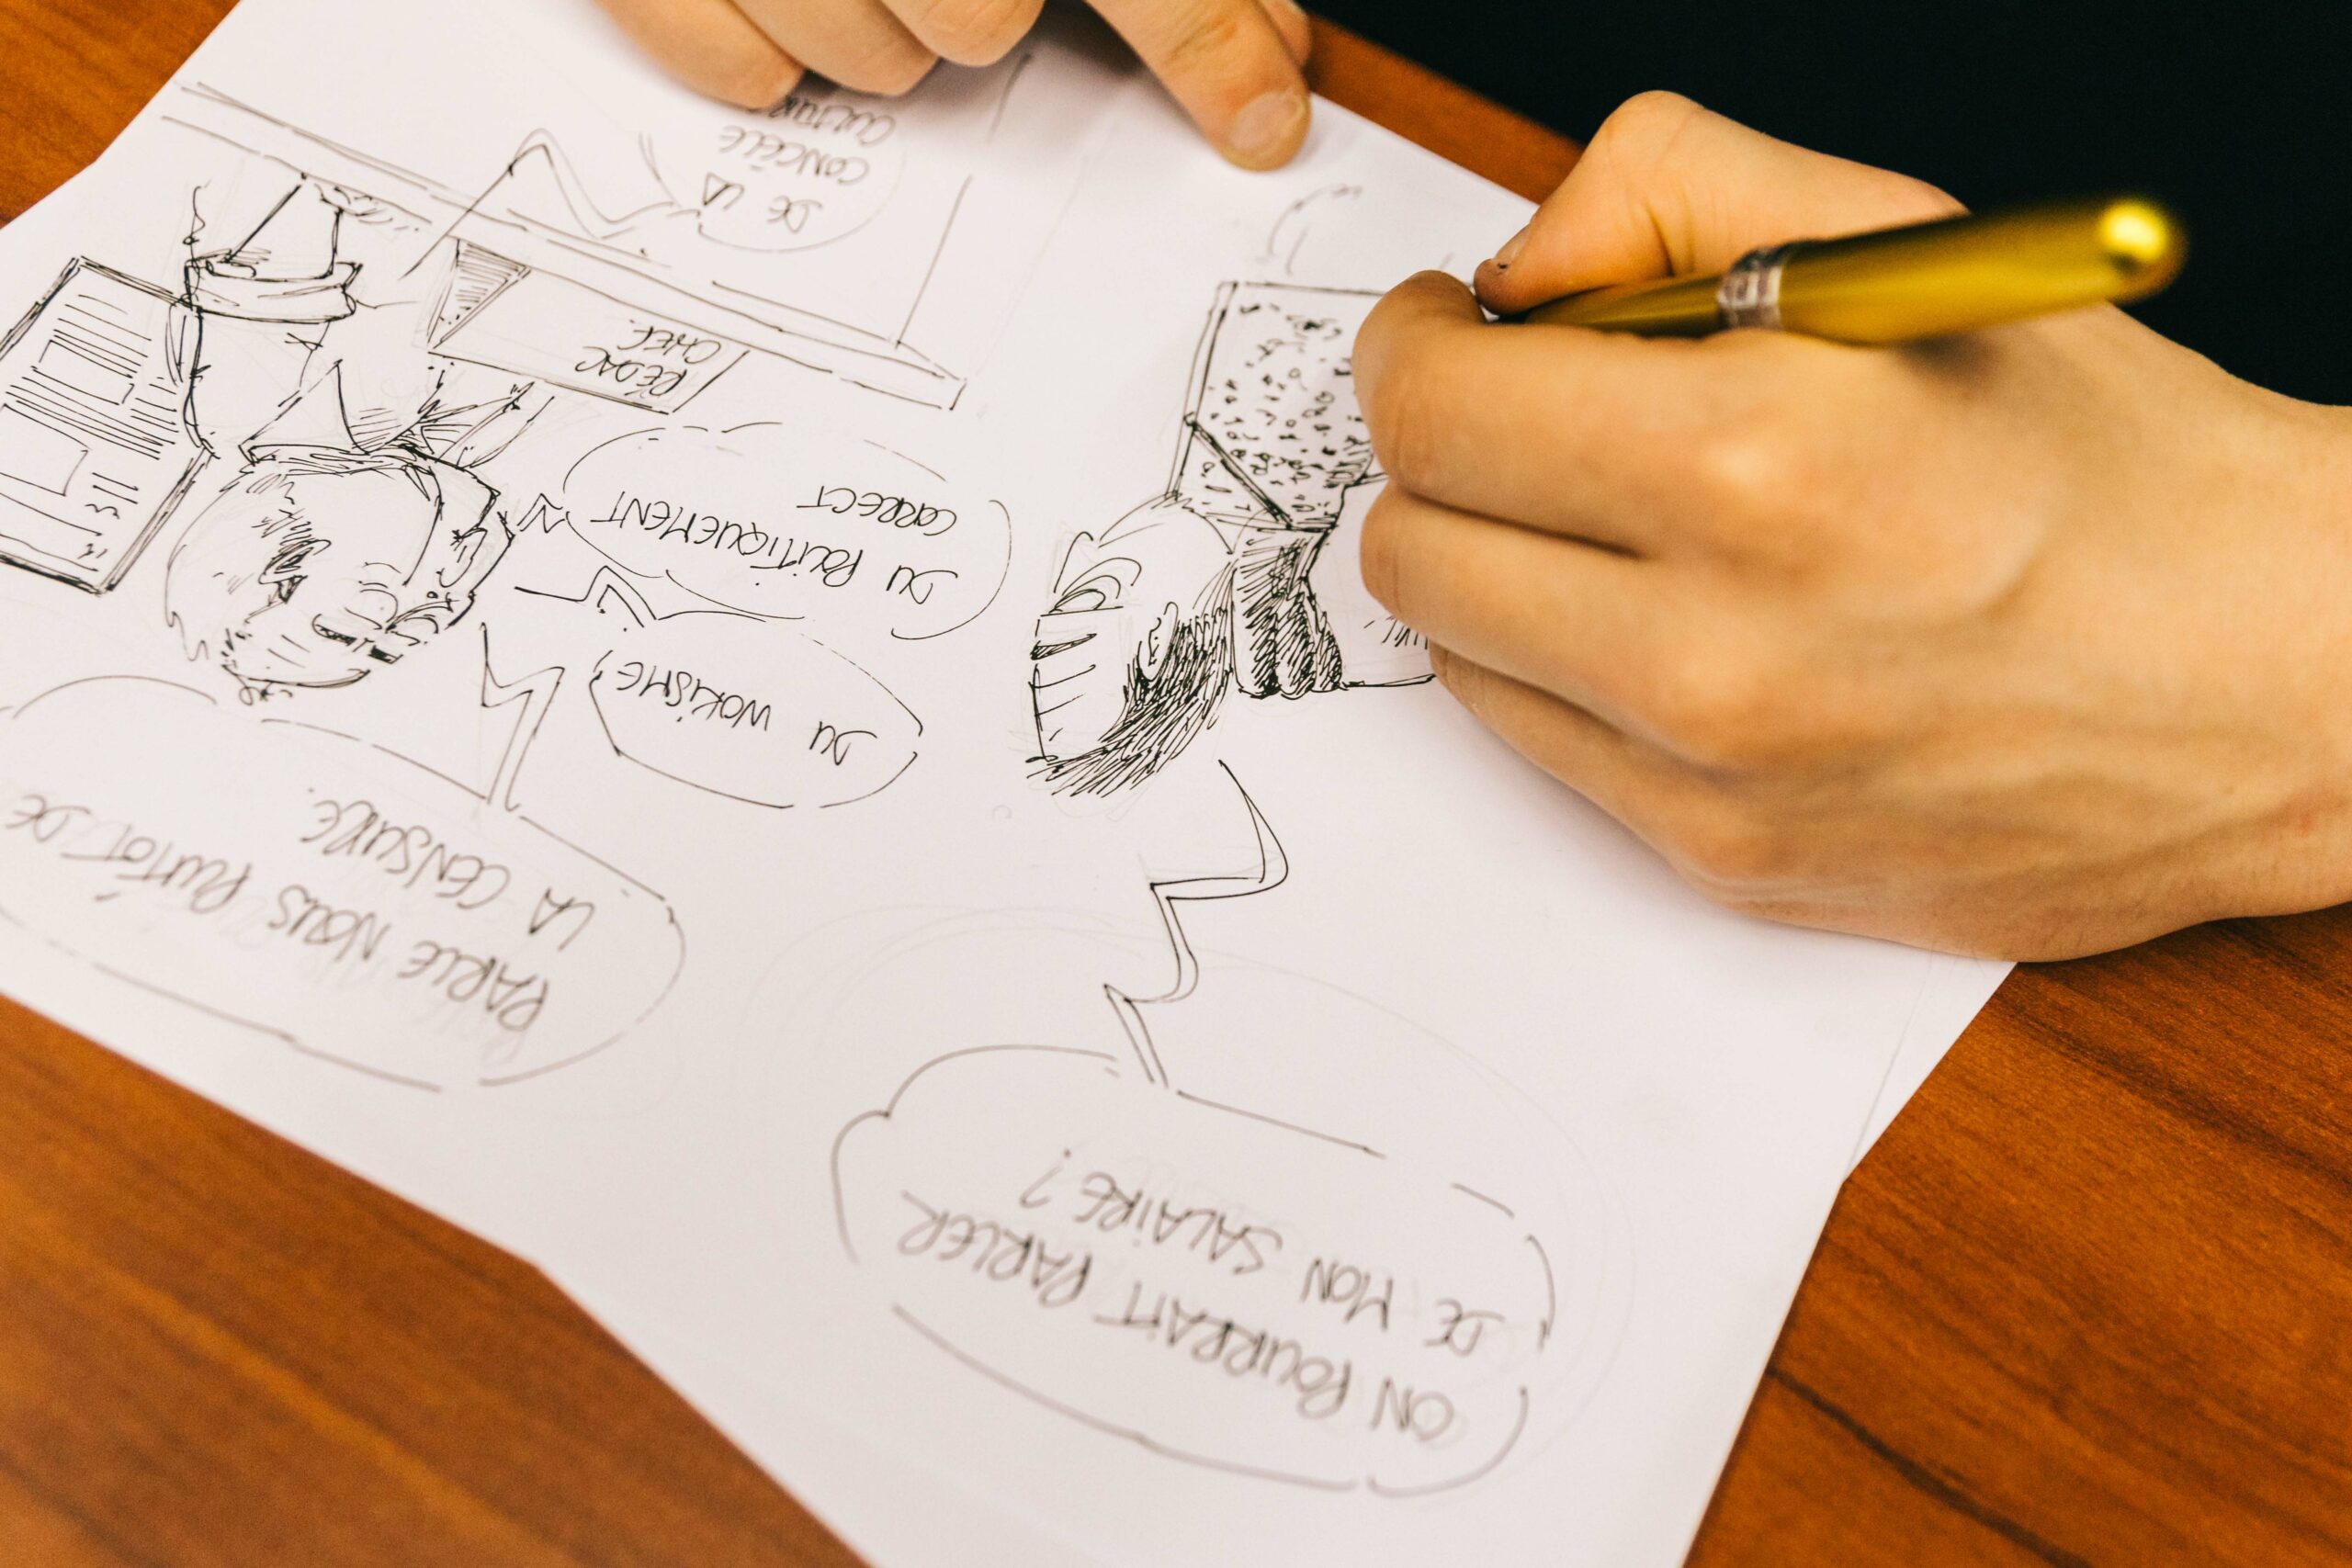 ON POURRAIT PARLER
DE MON SALAIRE ?
PARLE NOUS PLUTÔT DE
LA CENSURE.
DU WOKISME,
DU POLITIQUEMENT
CORRECT
RÉDAC
CHEF.
DE LA
CANCELE
CULTURE